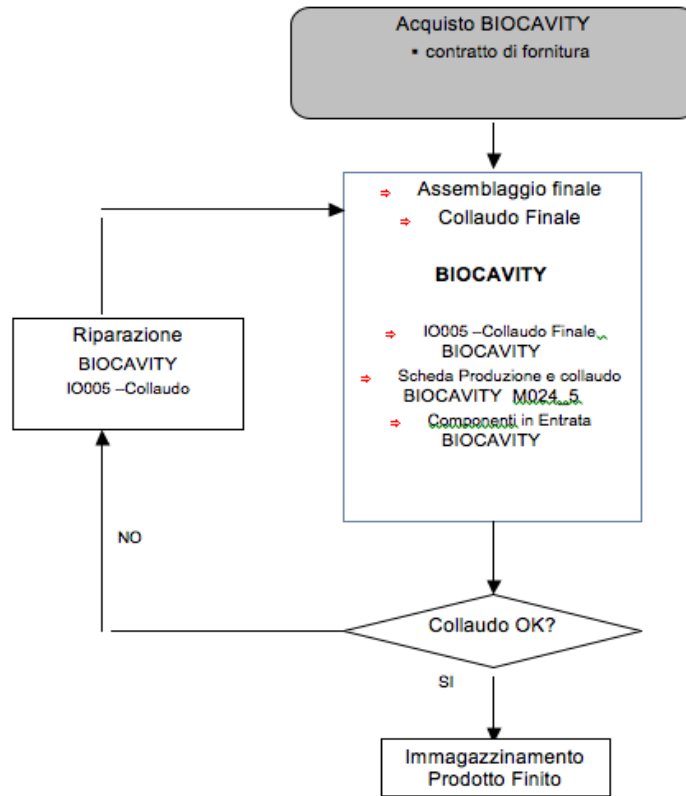 Acquisto BIOCAVITY
▪ contratto di fornitura
⇨ Assemblaggio finale
⇨ Collaudo Finale
BIOCAVITY
⇨ IO005 –Collaudo Finale
BIOCAVITY
⇨ Scheda Produzione e collaudo
BIOCAVITY M024_5
⇨ Componenti in Entrata
BIOCAVITY
Riparazione
BIOCAVITY
IO005 –Collaudo
NO
Collaudo OK?
SI
Immagazzinamento
Prodotto Finito